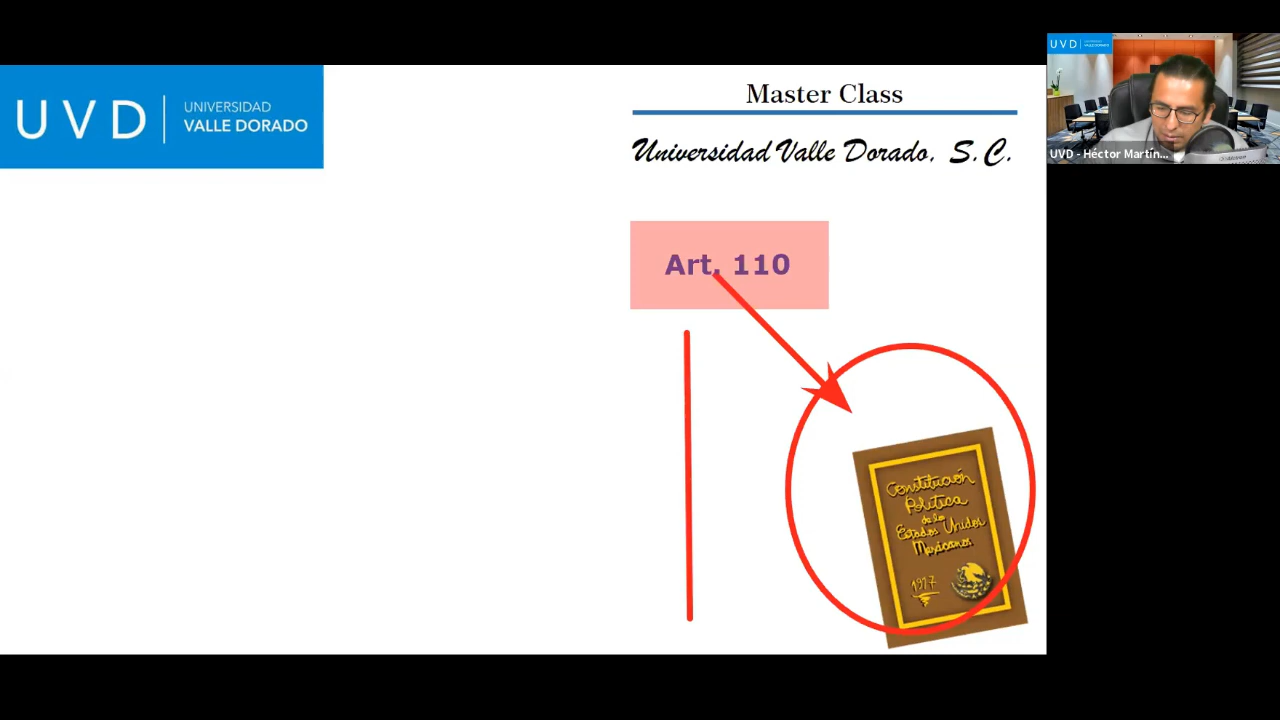 UVD
UNIVERSIDAD
VALLE DORADO
Master Class
Universidad Valle Dorado, S.C.
Art. 110
Constitución
Política
de los
Estados Unidos
Mexicanos
1917
UVD
UVD - Héctor Martín...